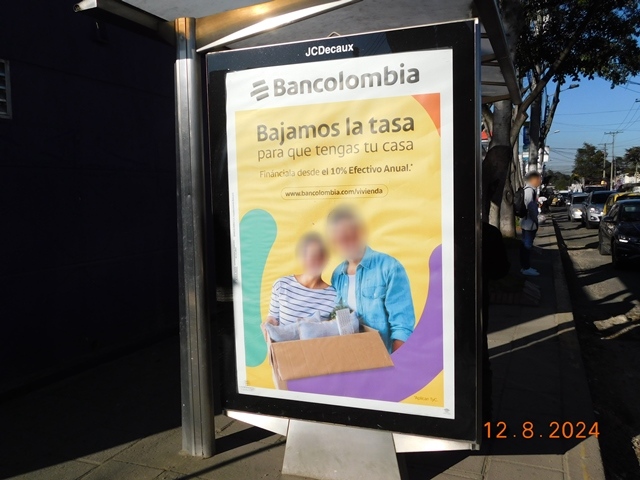 JCDecaux
Bancolombia
Bajamos la tasa
para que tengas tu casa
Finánciala desde el 10% Efectivo Anual.*
www.bancolombia.com/vivienda
12.8.2024